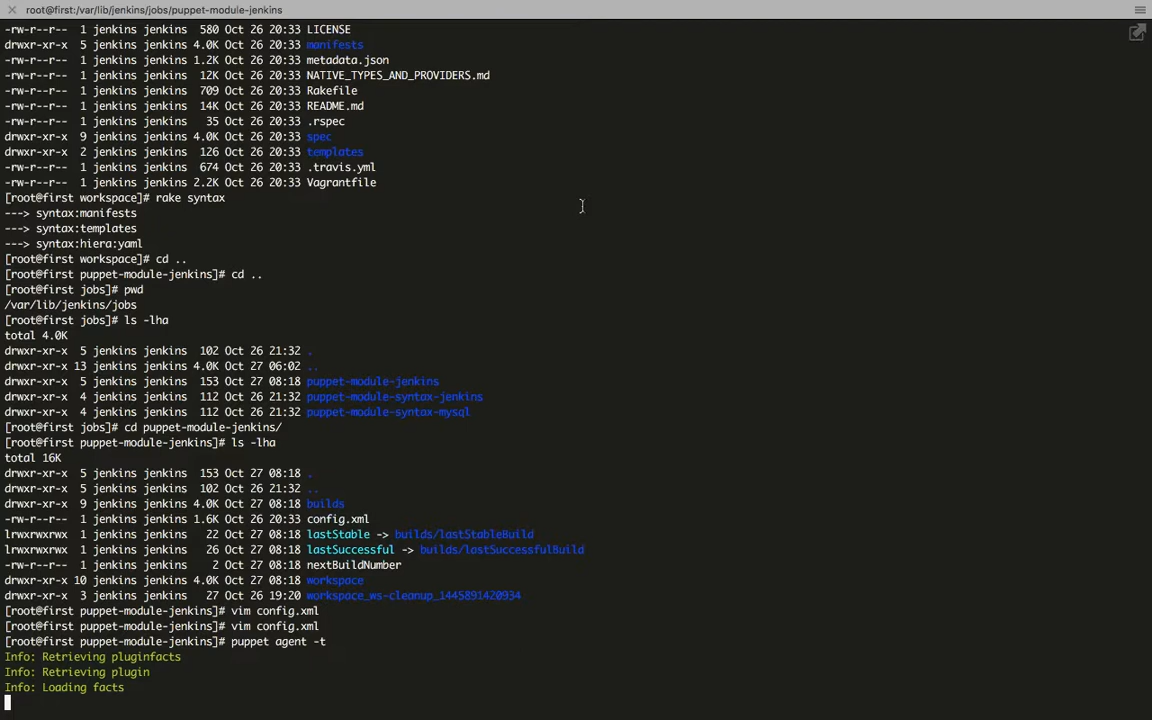 root@first:/var/lib/jenkins/jobs/puppet-module-jenkins
-rw-r--r-- 1 jenkins jenkins 580 Oct 26 20:33 LICENSE
drwxr-xr-x 5 jenkins jenkins 4.0K Oct 26 20:33 manifests
-rw-r--r-- 1 jenkins jenkins 1.2K Oct 26 20:33 metadata.json
-rw-r--r-- 1 jenkins jenkins 12K Oct 26 20:33 NATIVE_TYPES_AND_PROVIDERS.md
-rw-r--r-- 1 jenkins jenkins 709 Oct 26 20:33 Rakefile
-rw-r--r-- 1 jenkins jenkins 14K Oct 26 20:33 README.md
-rw-r--r-- 1 jenkins jenkins 35 Oct 26 20:33 .rspec
drwxr-xr-x 9 jenkins jenkins 4.0K Oct 26 20:33 spec
drwxr-xr-x 2 jenkins jenkins 126 Oct 26 20:33 templates
-rw-r--r-- 1 jenkins jenkins 674 Oct 26 20:33 .travis.yml
-rw-r--r-- 1 jenkins jenkins 2.2K Oct 26 20:33 Vagrantfile
[root@first workspace]# rake syntax
---> syntax:manifests
---> syntax:templates
---> syntax:hiera:yaml
[root@first workspace]# cd ..
[root@first puppet-module-jenkins]# cd ..
[root@first jobs]# pwd
/var/lib/jenkins/jobs
[root@first jobs]# ls -lha
total 4.0K
drwxr-xr-x 5 jenkins jenkins 102 Oct 26 21:32 .
drwxr-xr-x 13 jenkins jenkins 4.0K Oct 27 06:02 ..
drwxr-xr-x 5 jenkins jenkins 153 Oct 27 08:18 puppet-module-jenkins
drwxr-xr-x 4 jenkins jenkins 112 Oct 26 21:32 puppet-module-syntax-jenkins
drwxr-xr-x 4 jenkins jenkins 112 Oct 26 21:32 puppet-module-syntax-mysql
[root@first jobs]# cd puppet-module-jenkins/
[root@first puppet-module-jenkins]# ls -lha
total 16K
drwxr-xr-x 5 jenkins jenkins 153 Oct 27 08:18 .
drwxr-xr-x 5 jenkins jenkins 102 Oct 26 21:32 ..
drwxr-xr-x 9 jenkins jenkins 4.0K Oct 27 08:18 builds
-rw-r--r-- 1 jenkins jenkins 1.6K Oct 26 20:33 config.xml
lrwxrwxrwx 1 jenkins jenkins 22 Oct 27 08:18 lastStable -> builds/lastStableBuild
lrwxrwxrwx 1 jenkins jenkins 26 Oct 27 08:18 lastSuccessful -> builds/lastSuccessfulBuild
-rw-r--r-- 1 jenkins jenkins 2 Oct 27 08:18 nextBuildNumber
drwxr-xr-x 10 jenkins jenkins 4.0K Oct 27 08:18 workspace
drwxr-xr-x 3 jenkins jenkins 27 Oct 26 19:20 workspace_ws-cleanup_1445891420934
[root@first puppet-module-jenkins]# vim config.xml
[root@first puppet-module-jenkins]# vim config.xml
[root@first puppet-module-jenkins]# puppet agent -t
Info: Retrieving pluginfacts
Info: Retrieving plugin
Info: Loading facts